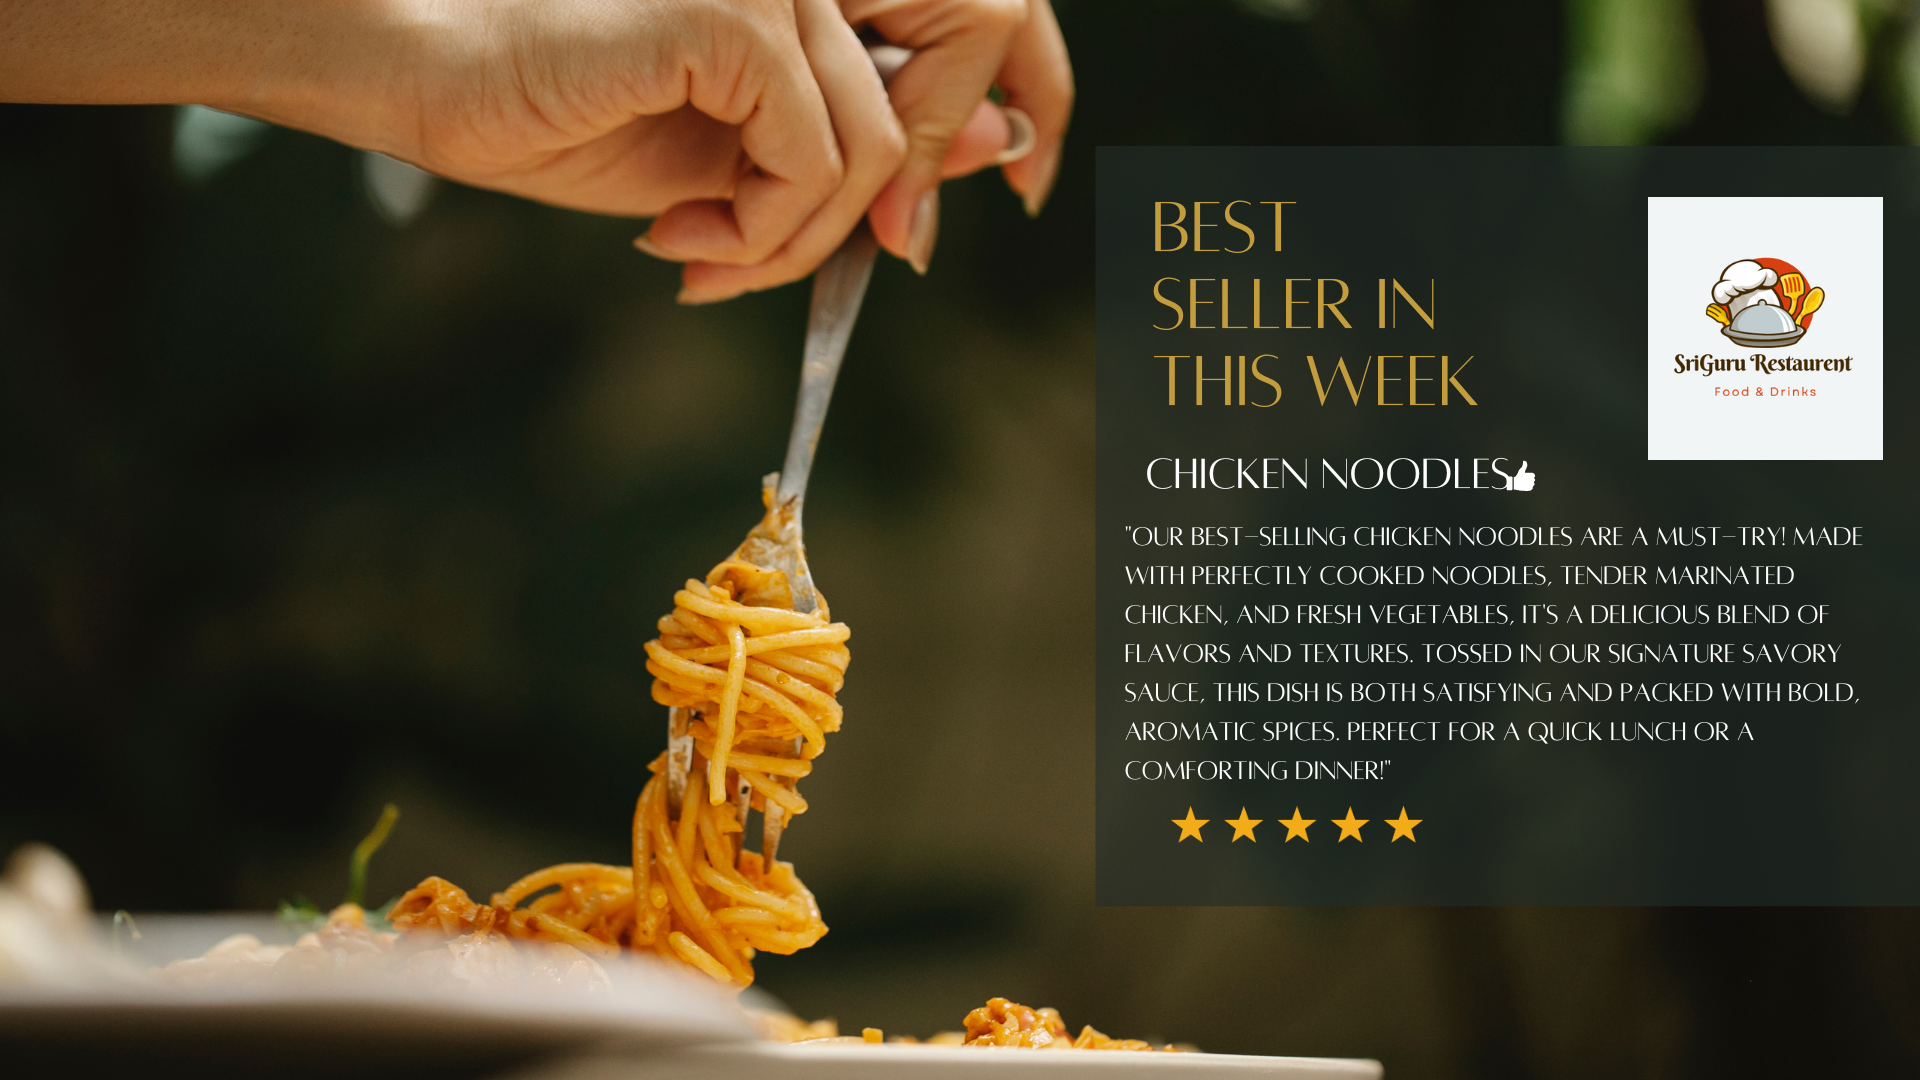 BEST
SELLER IN
THIS WEEK
SriGuru Restaurent
Food & Drinks
CHICKEN NOODLES
"OUR BEST-SELLING CHICKEN NOODLES ARE A MUST-TRY! MADE
WITH PERFECTLY COOKED NOODLES, TENDER MARINATED
CHICKEN, AND FRESH VEGETABLES, IT'S A DELICIOUS BLEND OF
FLAVORS AND TEXTURES. TOSSED IN OUR SIGNATURE SAVORY
SAUCE, THIS DISH IS BOTH SATISFYING AND PACKED WITH BOLD,
AROMATIC SPICES. PERFECT FOR A QUICK LUNCH OR A
COMFORTING DINNER!"